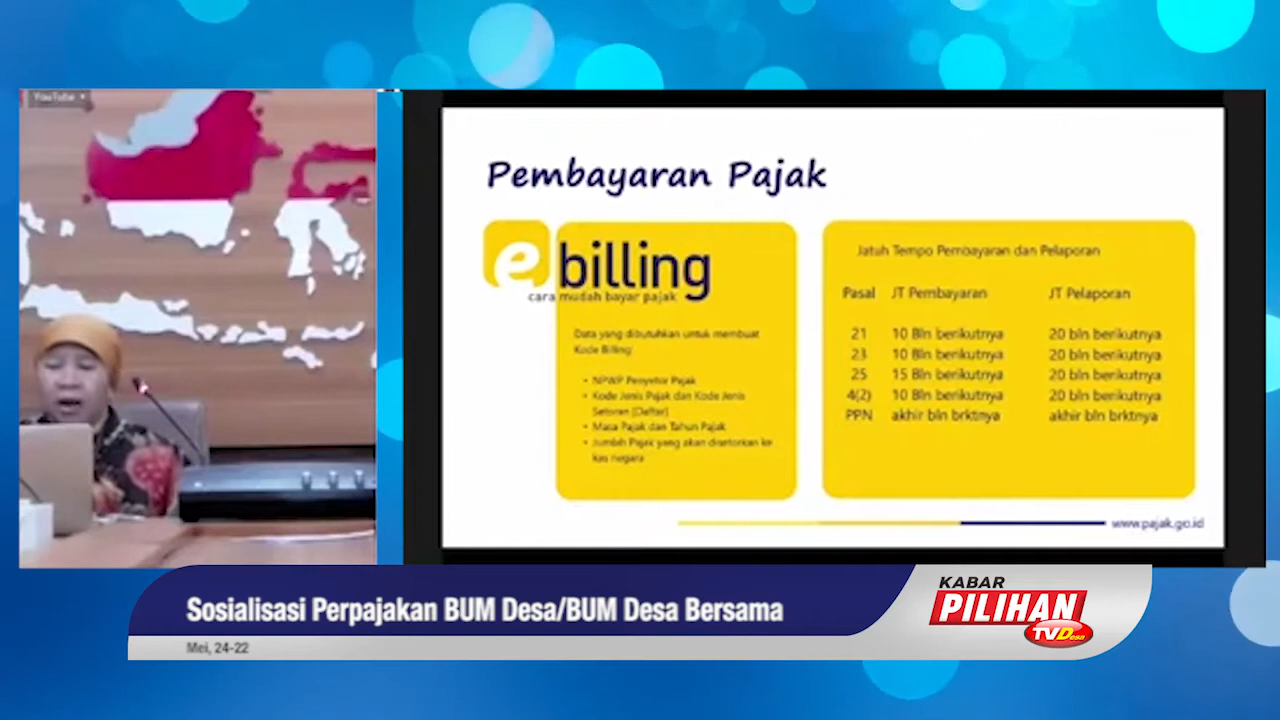 YouTube
Pembayaran Pajak
e billing
cara mudah bayar pajak
Data yang dibutuhkan untuk membuat
Kode Billing:
• NPWP Penyetor Pajak
• Kode Jenis Pajak dan Kode Jenis
Setoran (Daftar)
• Masa Pajak dan Tahun Pajak
• Jumlah Pajak yang akan disetorkan ke
kas negara
Jatuh Tempo Pembayaran dan Pelaporan
Pasal JT Pembayaran JT Pelaporan
21 10 Bln berikutnya 20 bln berikutnya
23 10 Bln berikutnya 20 bln berikutnya
25 15 Bln berikutnya 20 bln berikutnya
4(2) 10 Bln berikutnya 20 bln berikutnya
PPN akhir bln brktnya akhir bln brktnya
www.pajak.go.id
Sosialisasi Perpajakan BUM Desa/BUM Desa Bersama
Mei, 24-22
KABAR
PILIHAN
TVDesa